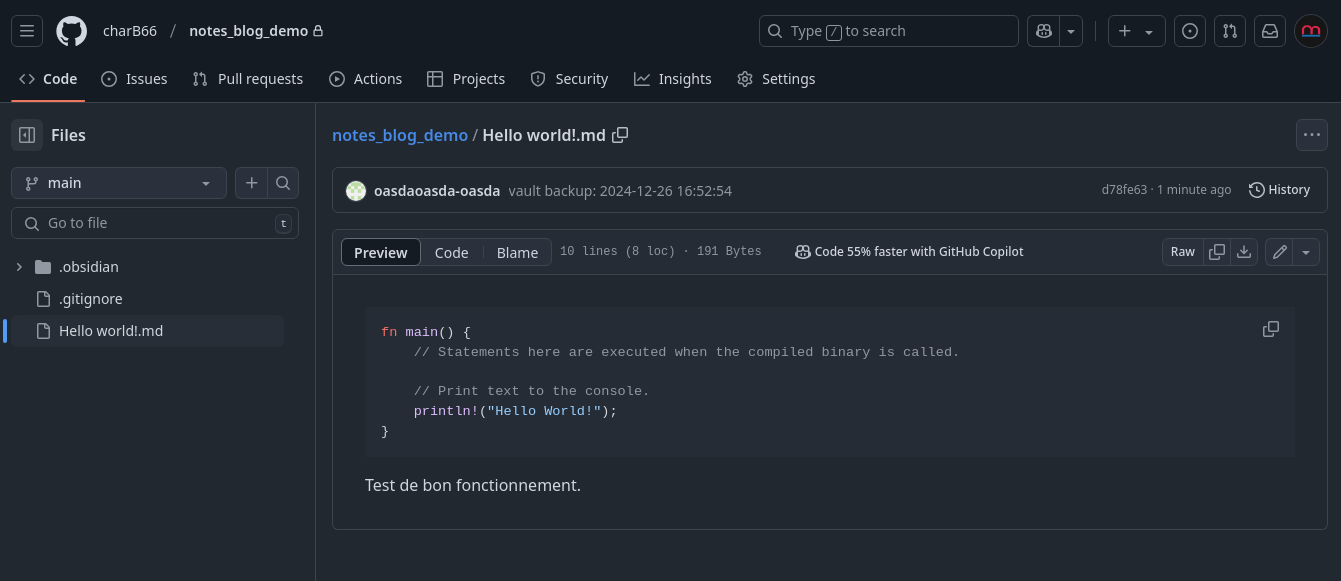 charB66 / notes_blog_demo
Type / to search
Code
Issues
Pull requests
Actions
Projects
Security
Insights
Settings
Files
main
Go to file
t
.obsidian
.gitignore
Hello world!.md
notes_blog_demo / Hello world!.md
oasdaoasda-oasda vault backup: 2024-12-26 16:52:54
d78fe63 · 1 minute ago
History
Preview
Code
Blame
10 lines (8 loc) · 191 Bytes
Code 55% faster with GitHub Copilot
Raw
fn main() {
    // Statements here are executed when the compiled binary is called.
    // Print text to the console.
    println!("Hello World!");
}
Test de bon fonctionnement.